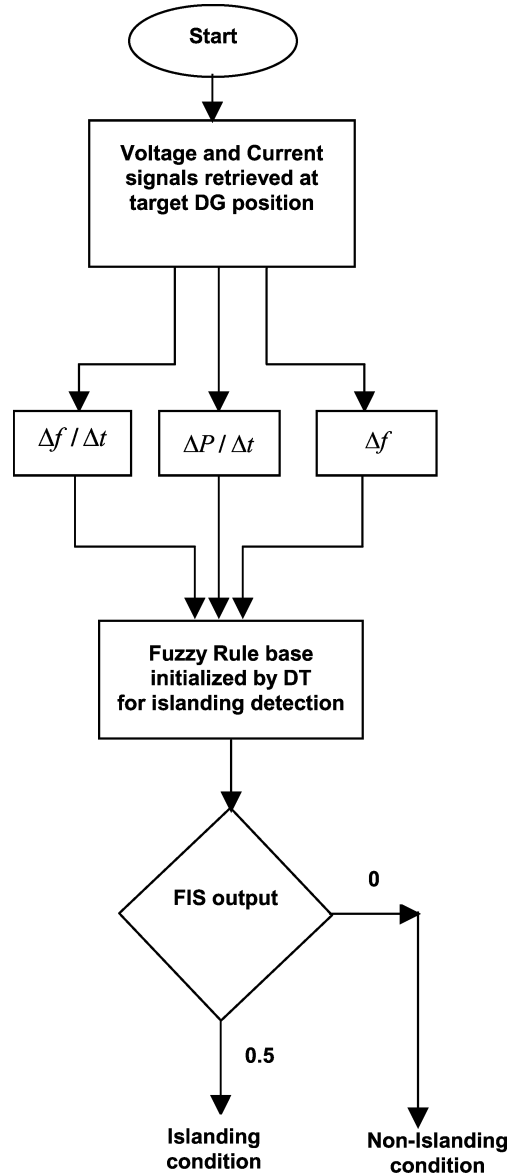 Start
Voltage and Current
signals retrieved at
target DG position
Δf / Δt
ΔP / Δt
Δf
Fuzzy Rule base
initialized by DT
for islanding detection
FIS output
0
0.5
Islanding
condition
Non-Islanding
condition